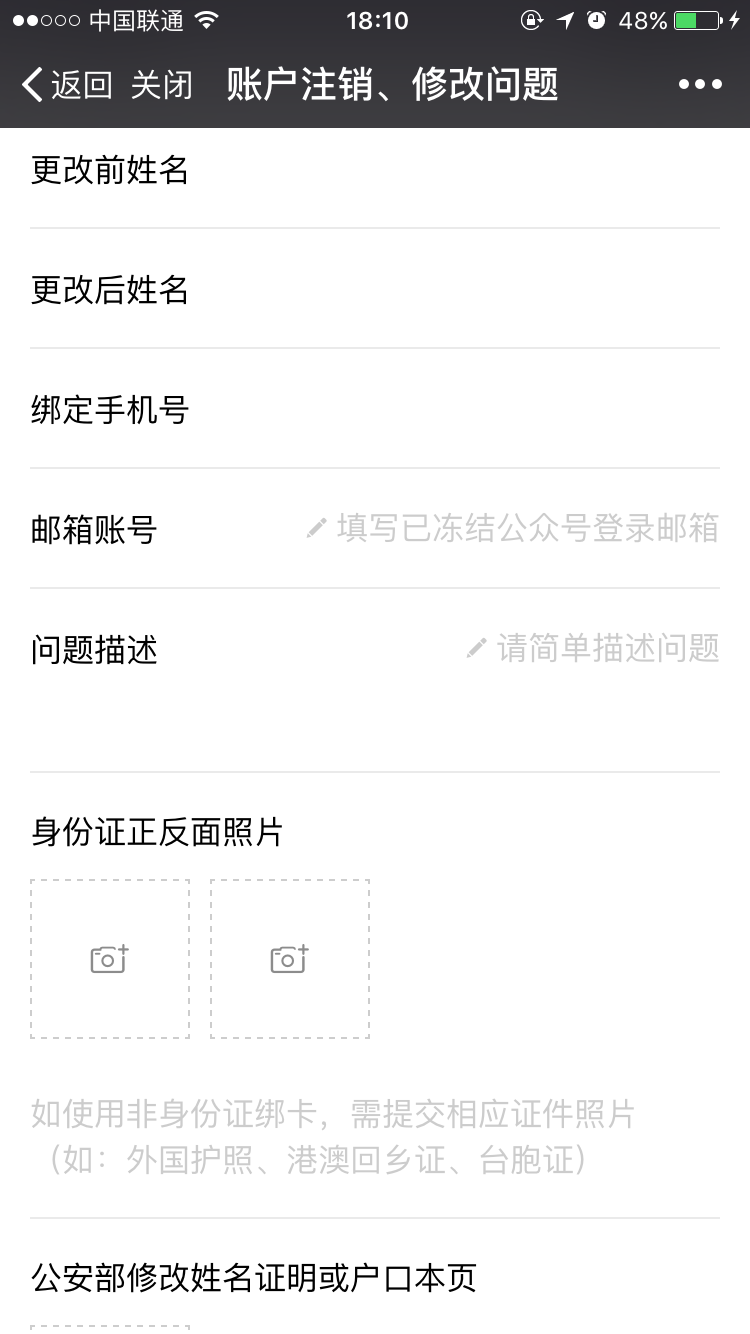 中国联通 18:10 48%
返回 关闭 账户注销、修改问题
更改前姓名
更改后姓名
绑定手机号
邮箱账号 填写已冻结公众号登录邮箱
问题描述 请简单描述问题
身份证正反面照片
如使用非身份证绑卡，需提交相应证件照片
（如：外国护照、港澳回乡证、台胞证）
公安部修改姓名证明或户口本页